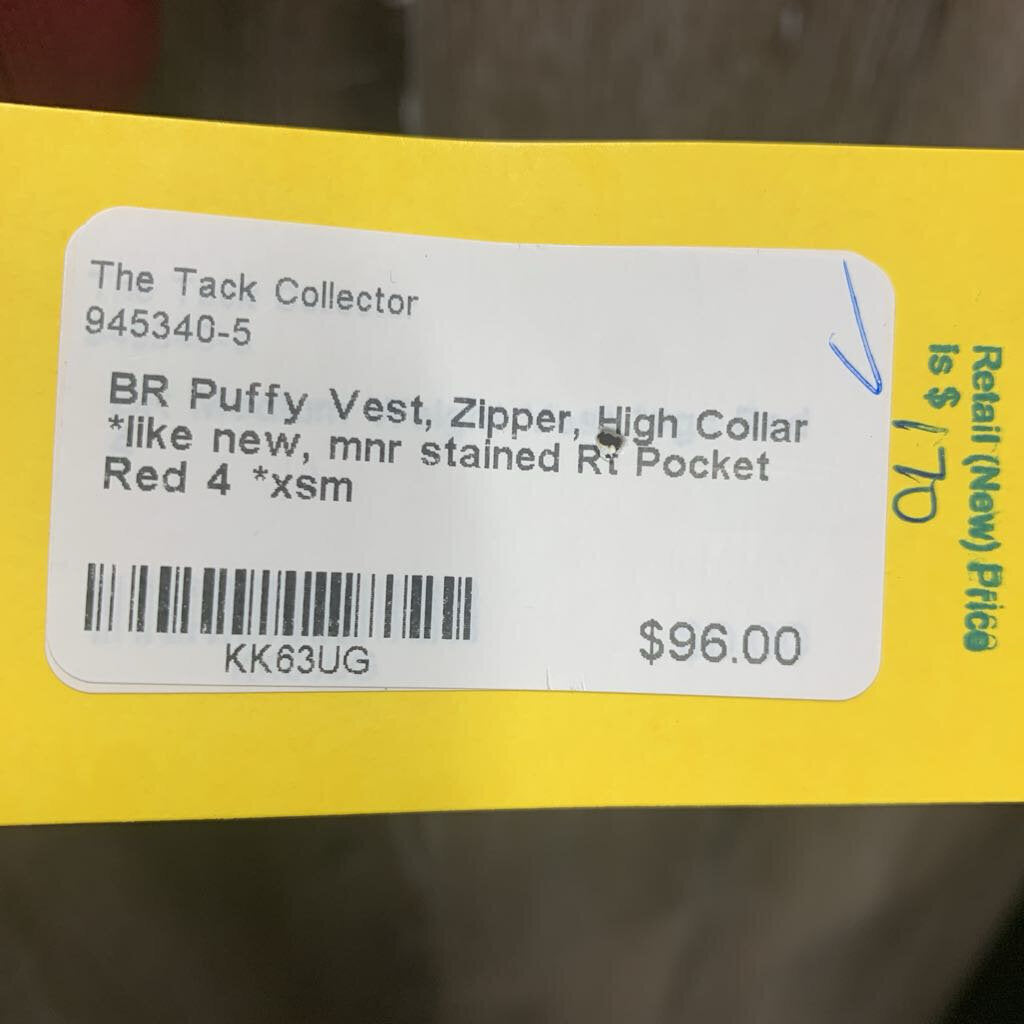 The Tack Collector
945340-5
BR Puffy Vest, Zipper, High Collar
*like new, mnr stained Rt Pocket
Red 4 *xsm
KK63UG
$96.00
Retail (New) Price
is $ 170